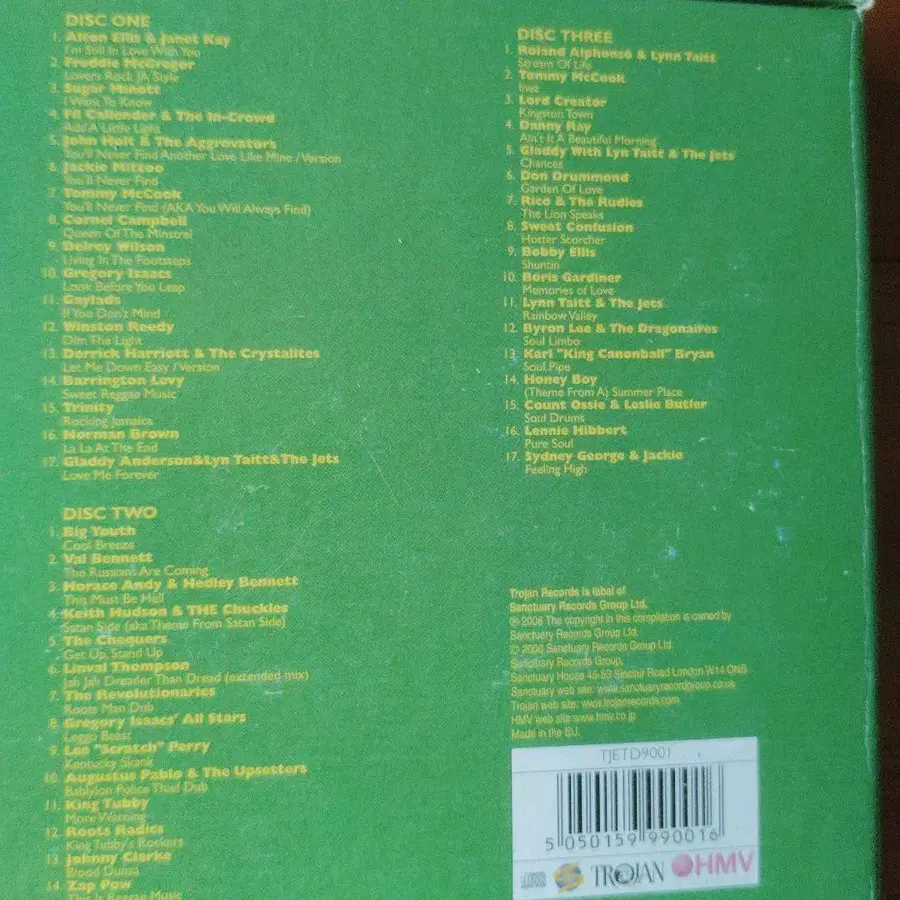 DISC ONE
1. Alton Ellis & Janet Kay
I'm Still In Love With You
2. Freddie McGregor
Lovers Rock JA Style
3. Sugar Minott
I Want To Know
4. Fil Callender & The In-Crowd
Add A Little Light
5. John Holt & The Aggrovators
You'll Never Find Another Love Like Mine /Version
6. Jackie Mittoo
You'll Never Find
7. Tommy McCook
You'll Never Find (AKA You Will Always Find)
8. Cornel Campbell
Queen Of The Minstrel
9. Delroy Wilson
Living In The Footsteps
10. Gregory Isaacs
Look Before You Leap
11. Gaylads
If You Don't Mind
12. Winston Reedy
Dim The Light
13. Derrick Harriott & The Crystalites
Let Me Down Easy /Version
14. Barrington Levy
Sweet Reggae Music
15. Trinity
Rocking Jamaica
16. Norman Brown
La La At The End
17. Gladdy Anderson&Lyn Taitt&The Jets
Love Me Forever
DISC TWO
1. Big Youth
Cool Breeze
2. Val Bennett
The Russians Are Coming
3. Horace Andy & Hedley Bennett
This Must Be Hell
4. Keith Hudson & THE Chuckles
Satan Side (aka Theme From Satan Side)
5. The Chequers
Get Up, Stand Up
6. Linval Thompson
Jah Jah Dreader Than Dread (extended mix)
7. The Revolutionaries
Roots Man Dub
8. Gregory Isaacs' All Stars
Leggo Beast
9. Lee "Scratch" Perry
Kentucky Skank
10. Augustus Pablo & The Upsetters
Babylon Police Thief Dub
11. King Tubby
More Warning
12. Roots Radics
King Tubby's Rockers
13. Johnny Clarke
Blood Dunza
14. Zap Pow
This Is Reggae Music
DISC THREE
1. Roland Alphonso & Lynn Taitt
Stream Of Life
2. Tommy McCook
Inez
3. Lord Creator
Kingston Town
4. Danny Ray
Ain't It A Beautiful Morning
5. Gladdy With Lyn Taitt & The Jets
Chances
6. Don Drummond
Garden Of Love
7. Rico & The Rudies
The Lion Speaks
8. Sweet Confusion
Hotter Scorcher
9. Bobby Ellis
Shuntin
10. Boris Gardiner
Memories of Love
11. Lynn Taitt & The Jets
Rainbow Valley
12. Byron Lee & The Dragonaires
Soul Limbo
13. Karl "King Canonball" Bryan
Soul Pipe
14. Honey Boy
(Theme From A) Summer Place
15. Count Ossie & Leslie Butler
Soul Drums
16. Lennie Hibbert
Pure Soul
17. Sydney George & Jackie
Feeling High
Trojan Records is label of
Sanctuary Records Group Ltd.
℗ 2006 The copyright in this compilation is owned by
Sanctuary Records Group Ltd.
© 2006 Sanctuary Records Group Ltd.
Sanctuary Records Group,
Sanctuary House 45-53 Sinclair Road London W14 0NS
Sanctuary web site: www.sanctuaryrecordsgroup.co.uk
Trojan web site: www.trojanrecords.com
HMV web site:www.hmv.co.jp
Made in the EU.
TJETD9001
5 050159 990016
TROJAN HMV